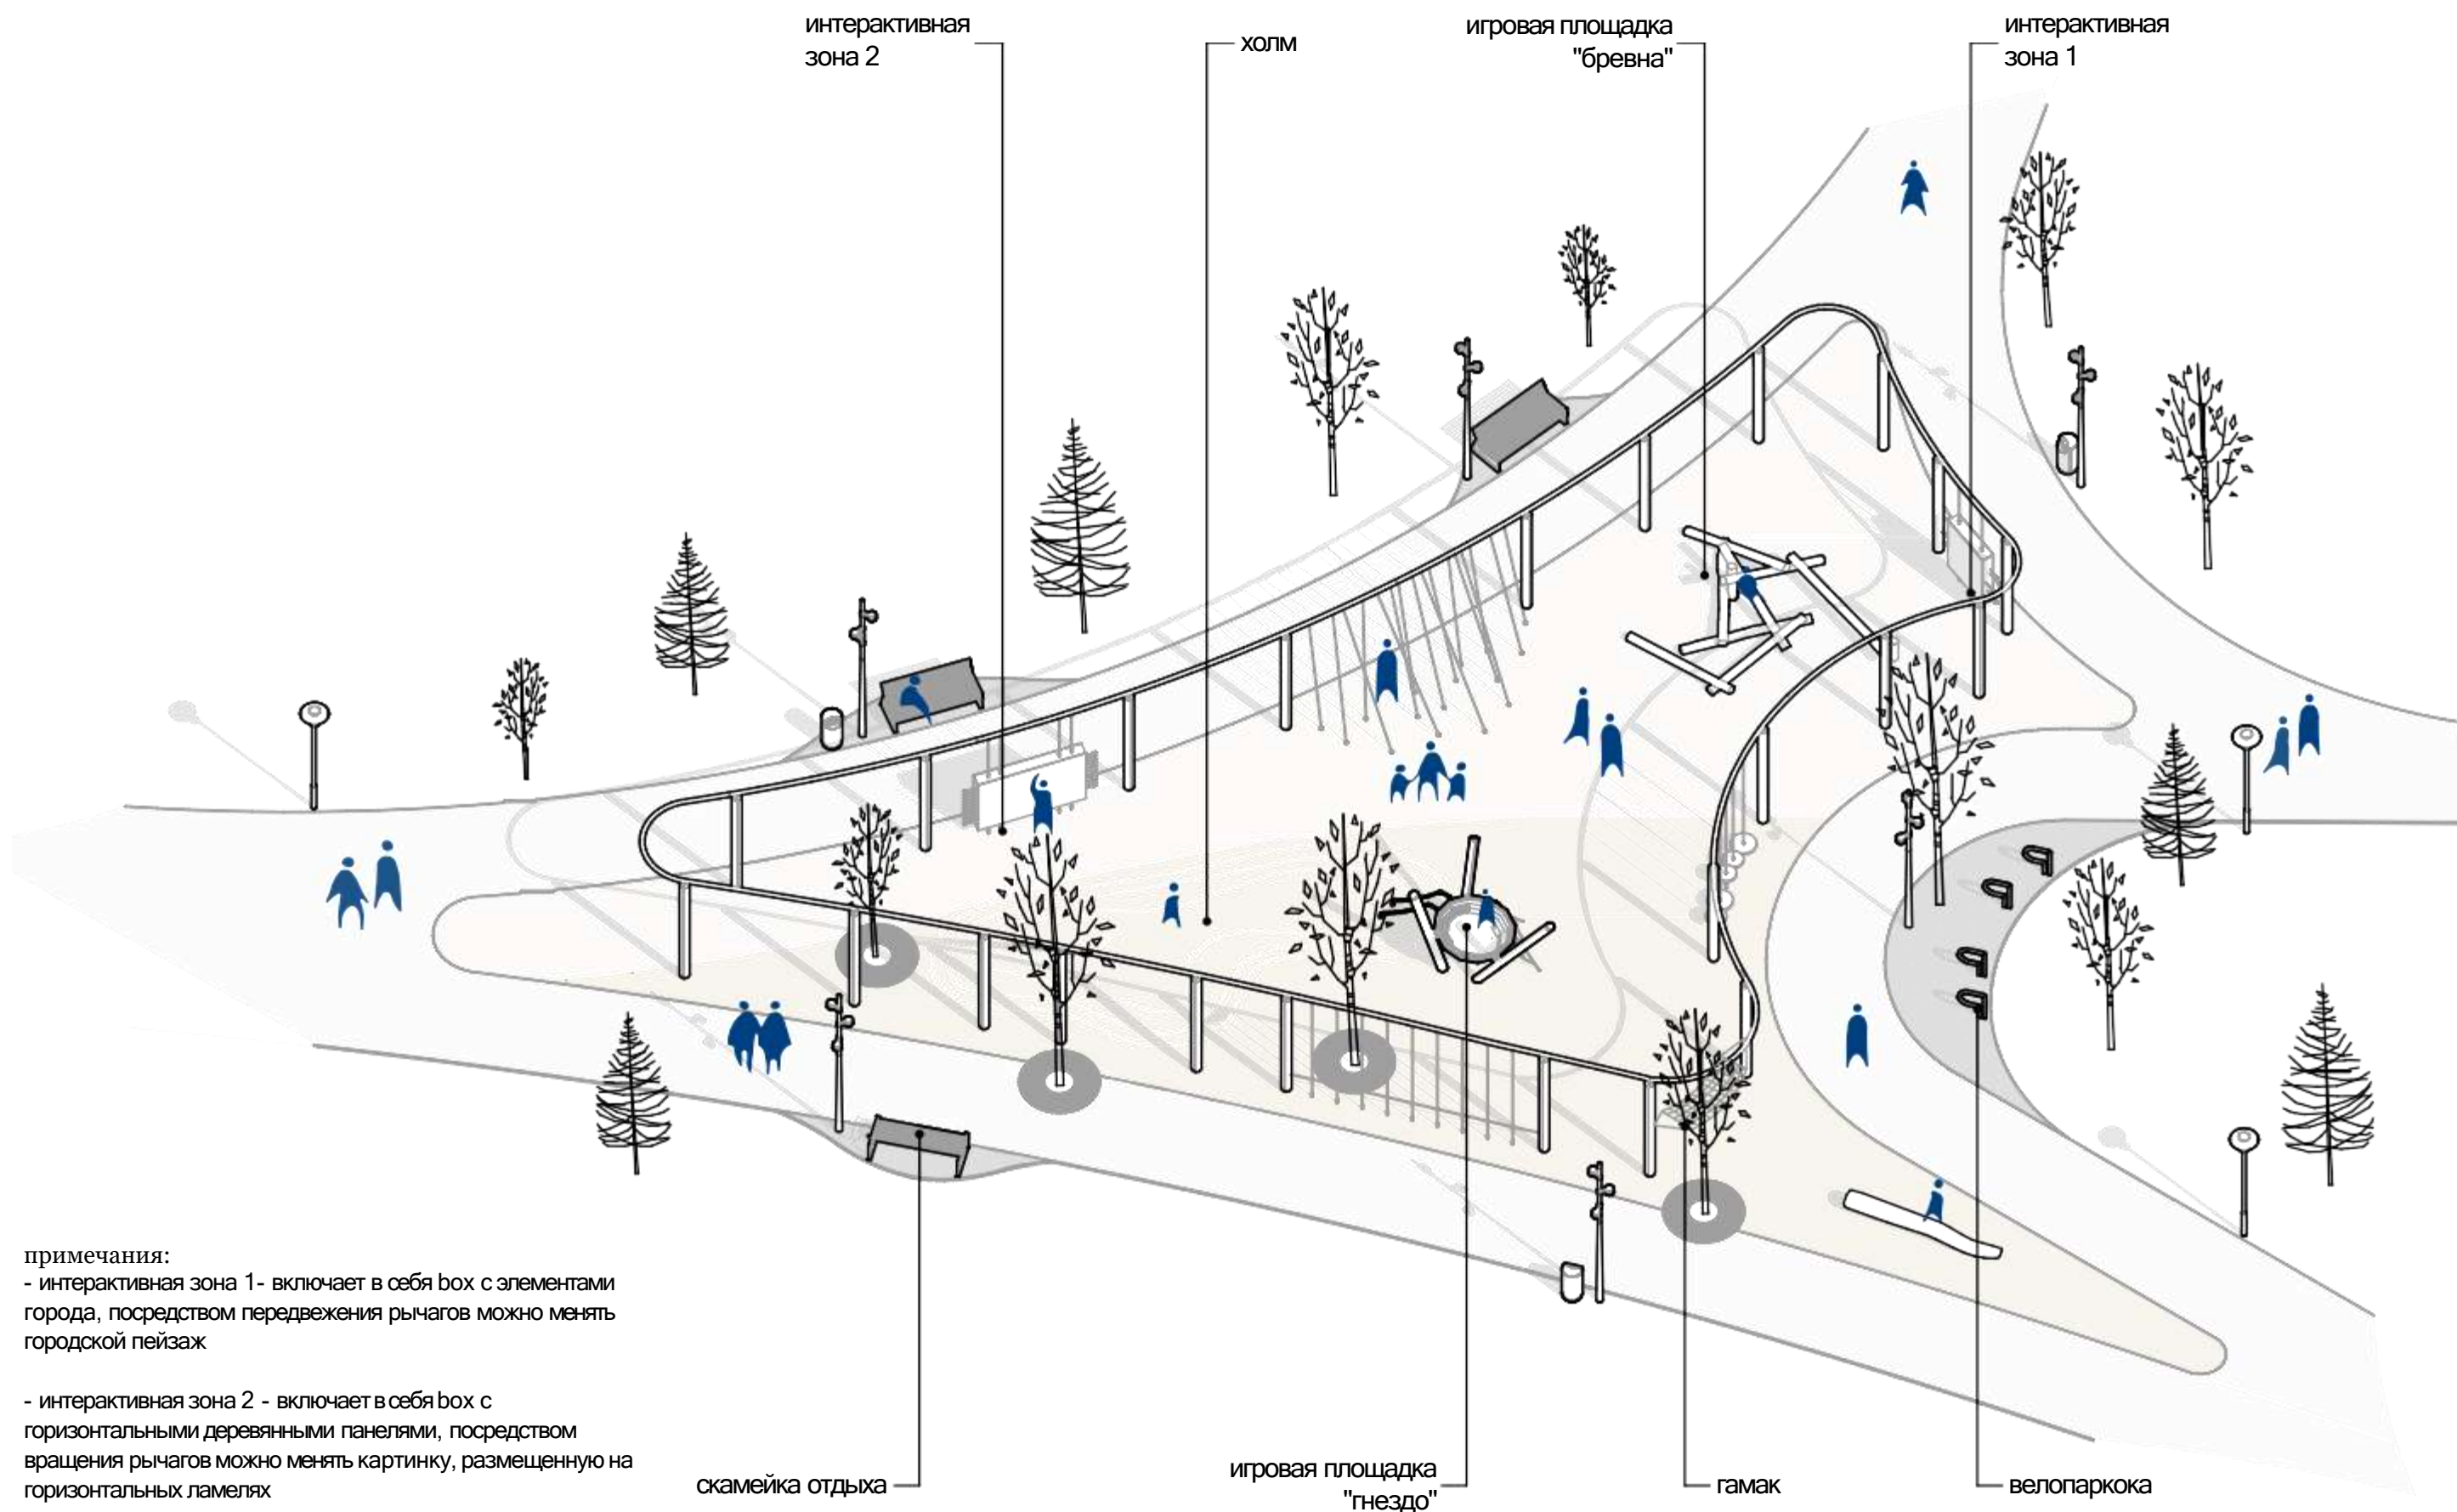 интерактивная
зона 2
холм
игровая площадка
"бревна"
интерактивная
зона 1
примечания:
- интерактивная зона 1- включает в себя box с элементами
города, посредством передвежения рычагов можно менять
городской пейзаж
- интерактивная зона 2 - включает в себя box с
горизонтальными деревянными панелями, посредством
вращения рычагов можно менять картинку, размещенную на
горизонтальных ламелях
скамейка отдыха
игровая площадка
"гнездо"
гамак
велопаркока